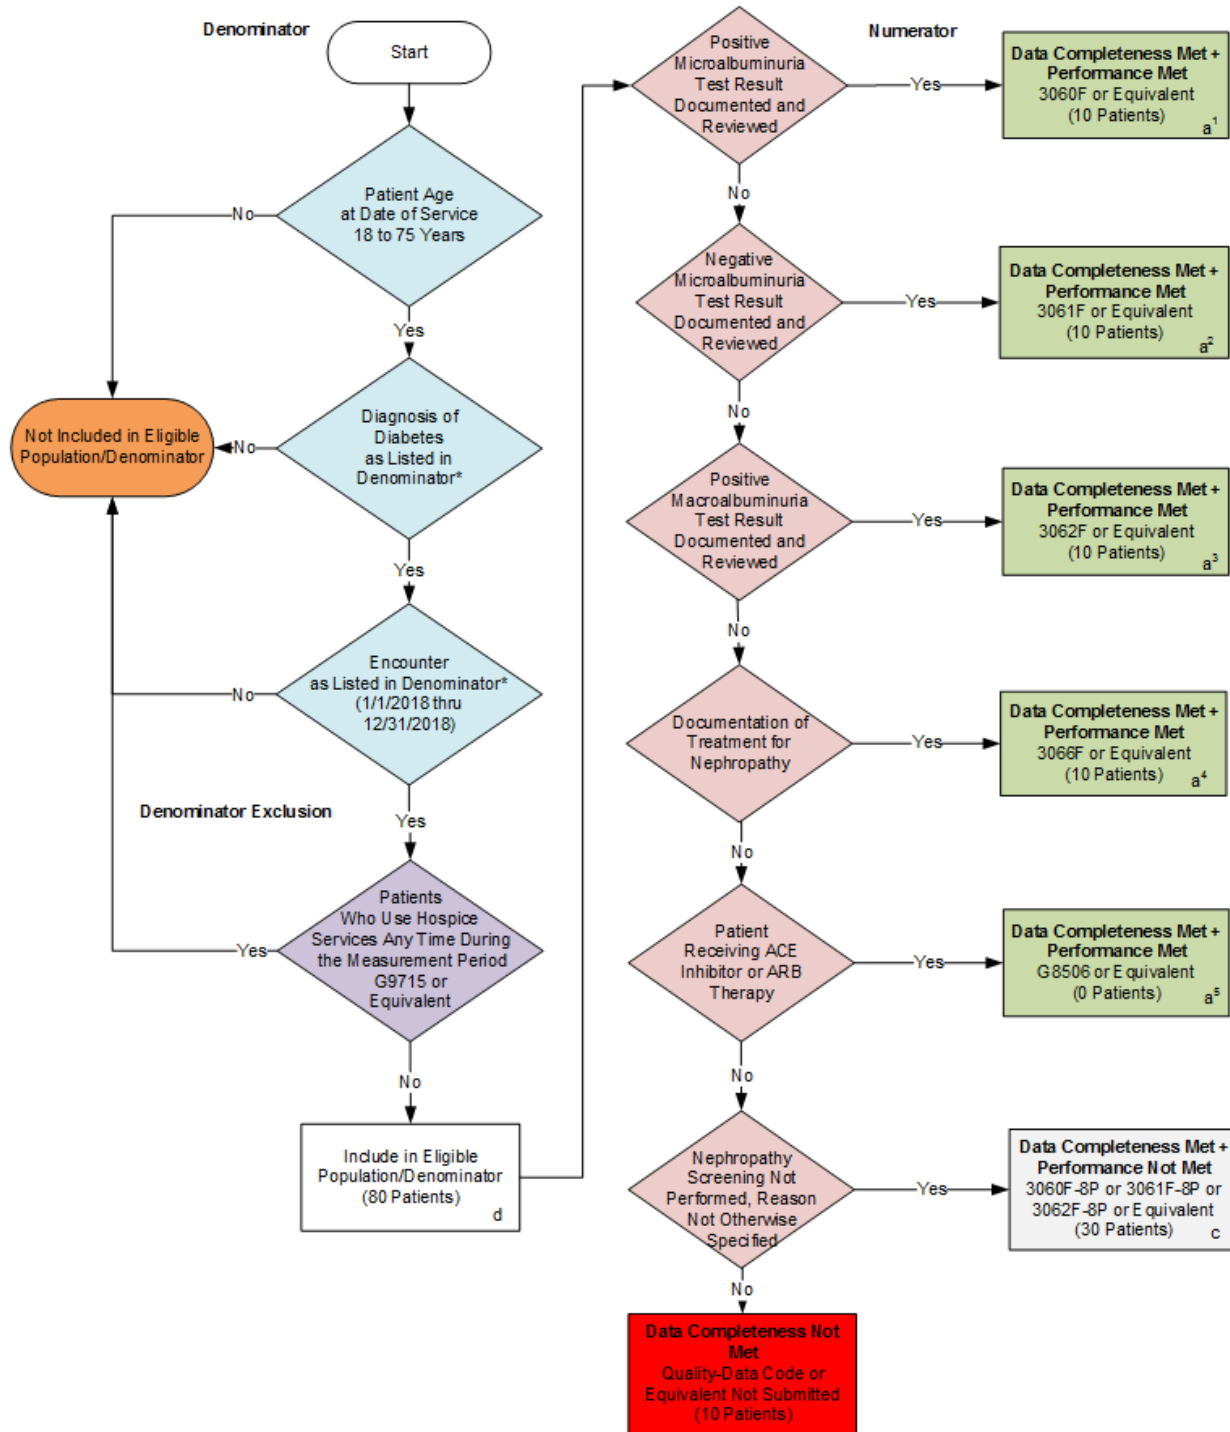 Denominator
Start
Patient Age
at Date of Service
18 to 75 Years
No
Yes
Diagnosis of
Diabetes
as Listed in
Denominator*
No
Not Included in Eligible
Population/Denominator
Yes
Encounter
as Listed in Denominator*
(1/1/2018 thru
12/31/2018)
No
Denominator Exclusion
Yes
Patients
Who Use Hospice
Services Any Time During
the Measurement Period
G9715 or
Equivalent
Yes
No
Include in Eligible
Population/Denominator
(80 Patients)
d
Numerator
Positive
Microalbuminuria
Test Result
Documented and
Reviewed
Yes
Data Completeness Met +
Performance Met
3060F or Equivalent
(10 Patients)
a¹
No
Negative
Microalbuminuria
Test Result
Documented and
Reviewed
Yes
Data Completeness Met +
Performance Met
3061F or Equivalent
(10 Patients)
a²
No
Positive
Macroalbuminuria
Test Result
Documented and
Reviewed
Yes
Data Completeness Met +
Performance Met
3062F or Equivalent
(10 Patients)
a³
No
Documentation of
Treatment for
Nephropathy
Yes
Data Completeness Met +
Performance Met
3066F or Equivalent
(10 Patients)
a⁴
No
Patient
Receiving ACE
Inhibitor or ARB
Therapy
Yes
Data Completeness Met +
Performance Met
G8506 or Equivalent
(0 Patients)
a⁵
No
Nephropathy
Screening Not
Performed, Reason
Not Otherwise
Specified
Yes
Data Completeness Met +
Performance Not Met
3060F-8P or 3061F-8P or
3062F-8P or Equivalent
(30 Patients)
c
No
Data Completeness Not
Met
Quality-Data Code or
Equivalent Not Submitted
(10 Patients)